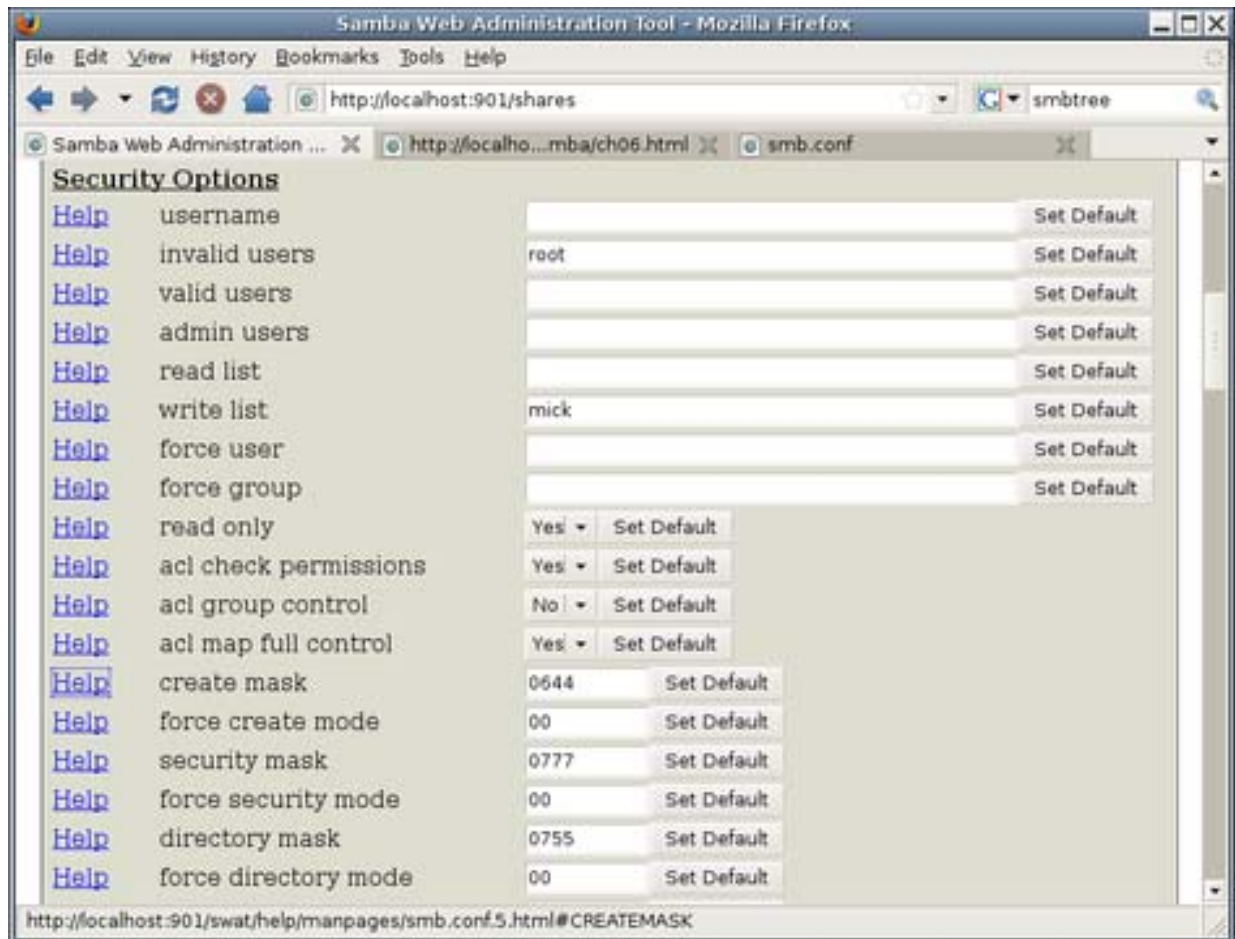 Samba Web Administration Tool - Mozilla Firefox
File Edit View History Bookmarks Tools Help
http://localhost:901/shares smbtree
Samba Web Administration ... http://localho...mba/ch06.html smb.conf
Security Options
Help username Set Default
Help invalid users root Set Default
Help valid users Set Default
Help admin users Set Default
Help read list Set Default
Help write list mick Set Default
Help force user Set Default
Help force group Set Default
Help read only Yes Set Default
Help acl check permissions Yes Set Default
Help acl group control No Set Default
Help acl map full control Yes Set Default
Help create mask 0644 Set Default
Help force create mode 00 Set Default
Help security mask 0777 Set Default
Help force security mode 00 Set Default
Help directory mask 0755 Set Default
Help force directory mode 00 Set Default
http://localhost:901/swat/help/manpages/smb.conf.5.html#CREATEMASK